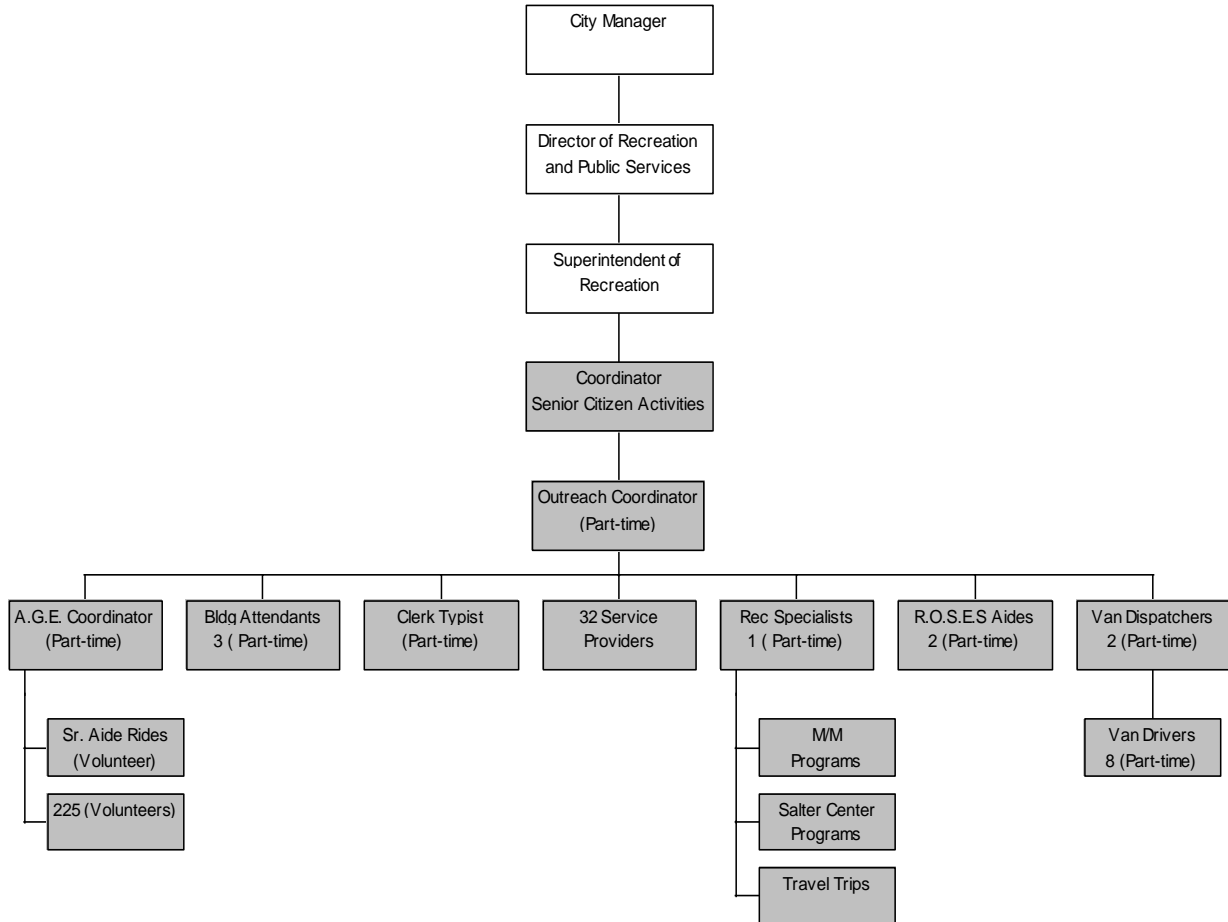 City Manager
Director of Recreation
and Public Services
Superintendent of
Recreation
Coordinator
Senior Citizen Activities
Outreach Coordinator
(Part-time)
A.G.E. Coordinator
(Part-time)
Bldg Attendants
3 ( Part-time)
Clerk Typist
(Part-time)
32 Service
Providers
Rec Specialists
1 ( Part-time)
R.O.S.E.S Aides
2 (Part-time)
Van Dispatchers
2 (Part-time)
Sr. Aide Rides
(Volunteer)
225 (Volunteers)
M/M
Programs
Salter Center
Programs
Travel Trips
Van Drivers
8 (Part-time)